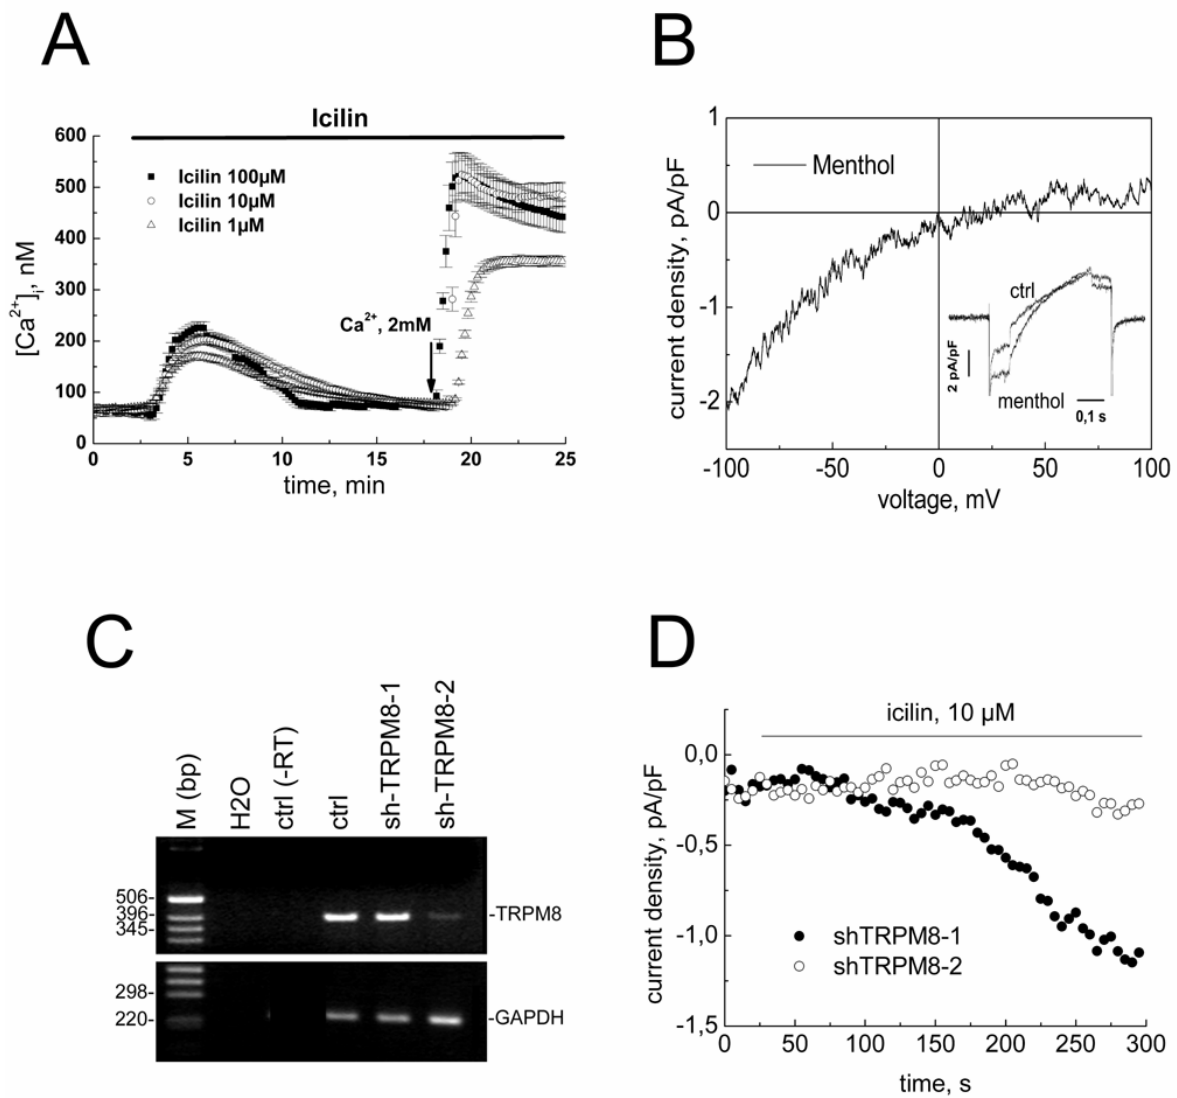 A
Icilin
600
500
400
300
200
100
0
[Ca2+]i, nM
Icilin 100µM
Icilin 10µM
Icilin 1µM
Ca2+, 2mM
0 5 10 15 20 25
time, min
B
1
0
-1
-2
current density, pA/pF
Menthol
ctrl
menthol
2 pA/pF
0,1 s
-100 -50 0 50 100
voltage, mV
C
M (bp)
H2O
ctrl (-RT)
ctrl
sh-TRPM8-1
sh-TRPM8-2
506-
396-
345-
-TRPM8
298-
220-
-GAPDH
D
icilin, 10 µM
0,0
-0,5
-1,0
-1,5
current density, pA/pF
shTRPM8-1
shTRPM8-2
0 50 100 150 200 250 300
time, s